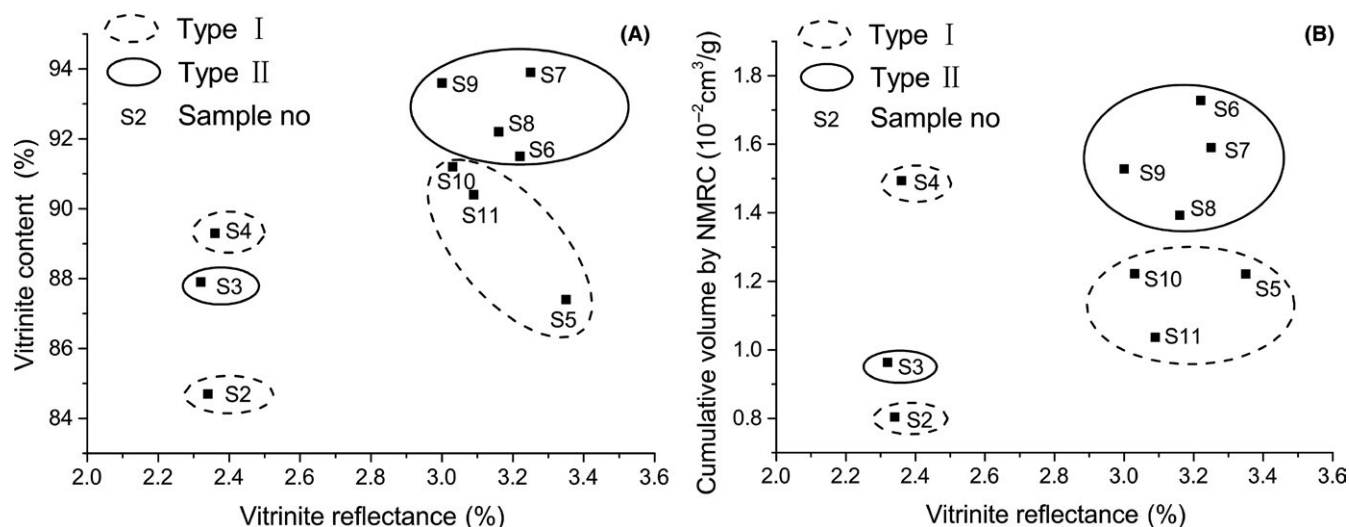 Type Ⅰ
Type Ⅱ
S2 Sample no
(A)
94
92
90
88
86
84
Vitrinite content (%)
S9
S7
S8
S6
S10
S11
S4
S3
S5
S2
2.0 2.2 2.4 2.6 2.8 3.0 3.2 3.4 3.6
Vitrinite reflectance (%)
Type Ⅰ
Type Ⅱ
S2 Sample no
(B)
1.8
1.6
1.4
1.2
1.0
0.8
Cumulative volume by NMRC (10⁻²cm³/g)
S6
S7
S9
S4
S8
S10
S5
S11
S3
S2
2.0 2.2 2.4 2.6 2.8 3.0 3.2 3.4 3.6
Vitrinite reflectance (%)